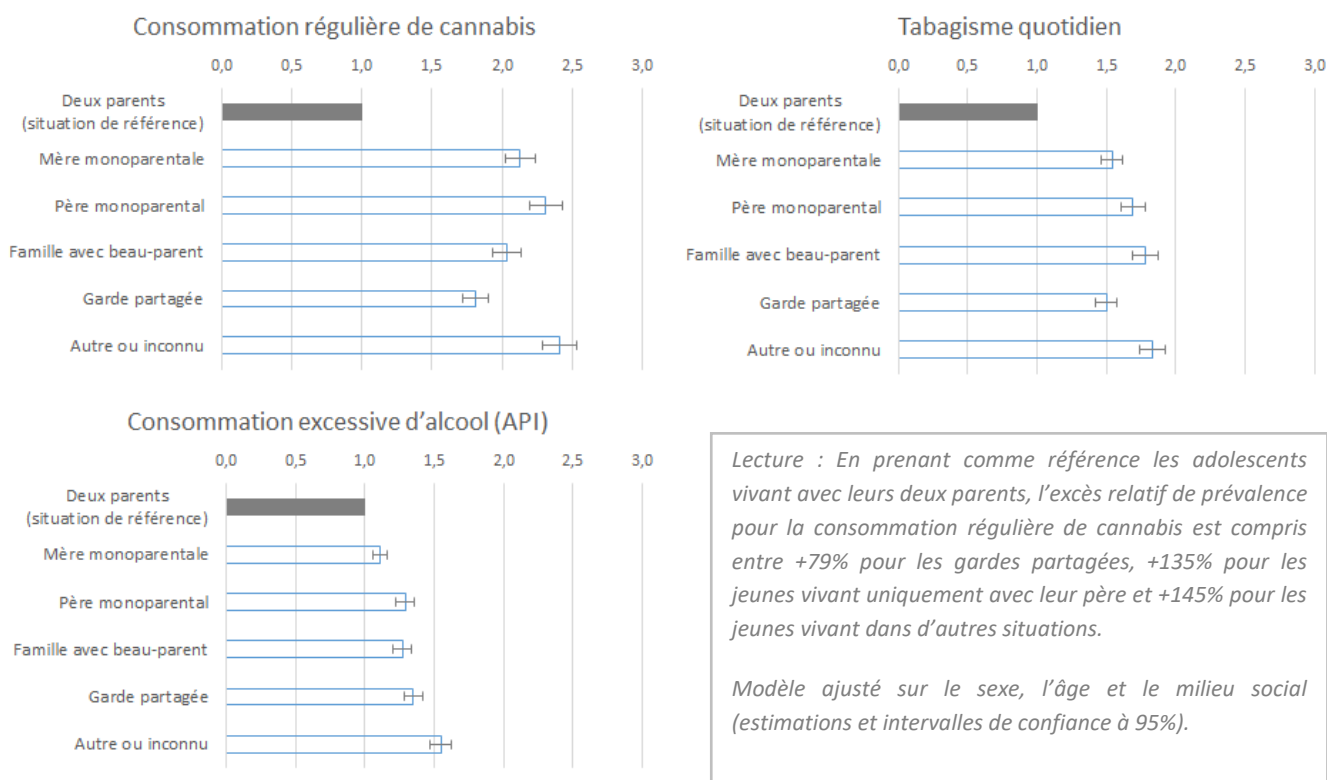 Consommation régulière de cannabis
0,0 0,5 1,0 1,5 2,0 2,5 3,0
Deux parents
(situation de référence)
Mère monoparentale
Père monoparental
Famille avec beau-parent
Garde partagée
Autre ou inconnu
Tabagisme quotidien
0,0 0,5 1,0 1,5 2,0 2,5 3,0
Deux parents
(situation de référence)
Mère monoparentale
Père monoparental
Famille avec beau-parent
Garde partagée
Autre ou inconnu
Consommation excessive d’alcool (API)
0,0 0,5 1,0 1,5 2,0 2,5 3,0
Deux parents
(situation de référence)
Mère monoparentale
Père monoparental
Famille avec beau-parent
Garde partagée
Autre ou inconnu
Lecture : En prenant comme référence les adolescents
vivant avec leurs deux parents, l’excès relatif de prévalence
pour la consommation régulière de cannabis est compris
entre +79% pour les gardes partagées, +135% pour les
jeunes vivant uniquement avec leur père et +145% pour les
jeunes vivant dans d’autres situations.
Modèle ajusté sur le sexe, l’âge et le milieu social
(estimations et intervalles de confiance à 95%).